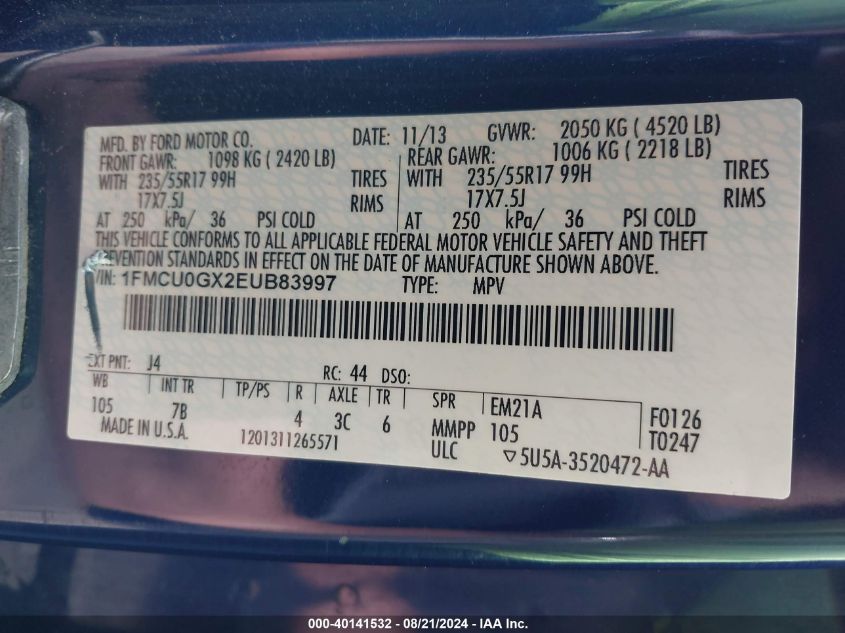 MFD. BY FORD MOTOR CO. DATE: 11/13 GVWR: 2050 KG ( 4520 LB)
FRONT GAWR: 1098 KG ( 2420 LB) REAR GAWR: 1006 KG ( 2218 LB)
WITH 235/55R17 99H TIRES WITH 235/55R17 99H TIRES
17X7.5J RIMS 17X7.5J RIMS
AT 250 kPa/ 36 PSI COLD AT 250 kPa/ 36 PSI COLD
THIS VEHICLE CONFORMS TO ALL APPLICABLE FEDERAL MOTOR VEHICLE SAFETY AND THEFT
PREVENTION STANDARDS IN EFFECT ON THE DATE OF MANUFACTURE SHOWN ABOVE.
VIN: 1FMCU0GX2EUB83997 TYPE: MPV
EXT PNT: J4 RC: 44 DSO:
WB INT TR TP/PS R AXLE TR SPR EM21A F0126
105 7B 4 3C 6 MMPP 105 T0247
MADE IN U.S.A. 1201311265571 ULC ▽5U5A-3520472-AA
000-40141532 - 08/21/2024 - IAA Holdings, LLC.